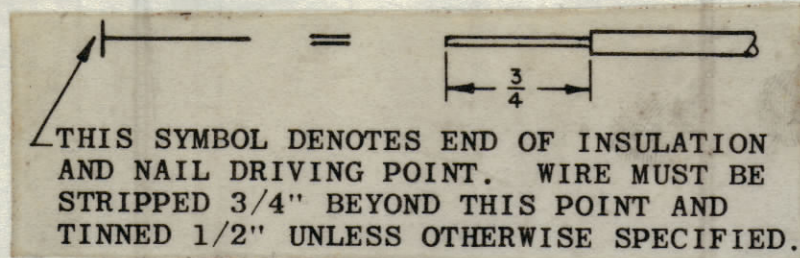 =
3/4
THIS SYMBOL DENOTES END OF INSULATION
AND NAIL DRIVING POINT. WIRE MUST BE
STRIPPED 3/4" BEYOND THIS POINT AND
TINNED 1/2" UNLESS OTHERWISE SPECIFIED.